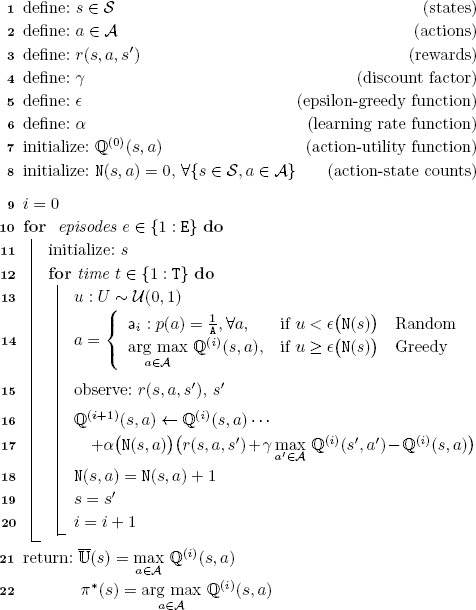 1 define: s ∈ 𝒮 (states)
2 define: a ∈ 𝒜 (actions)
3 define: r(s, a, s′) (rewards)
4 define: γ (discount factor)
5 define: ϵ (epsilon-greedy function)
6 define: α (learning rate function)
7 initialize: ℚ^(0)(s, a) (action-utility function)
8 initialize: N(s, a) = 0, ∀{s ∈ 𝒮, a ∈ 𝒜} (action-state counts)
9 i = 0
10 for episodes e ∈ {1 : E} do
11 initialize: s
12 for time t ∈ {1 : T} do
13 u : U ∼ 𝒰(0, 1)
14 a = { a_i : p(a) = 1/A, ∀a, if u < ϵ(N(s)) Random
arg max_{a∈𝒜} ℚ^(i)(s, a), if u ≥ ϵ(N(s)) Greedy
15 observe: r(s, a, s′), s′
16 ℚ^(i+1)(s, a) ← ℚ^(i)(s, a) ⋯
17 +α(N(s, a))(r(s, a, s′)+γ max_{a′∈𝒜} ℚ^(i)(s′, a′)−ℚ^(i)(s, a))
18 N(s, a) = N(s, a) + 1
19 s = s′
20 i = i + 1
21 return: 𝕌̅(s) = max_{a∈𝒜} ℚ^(i)(s, a)
22 π*(s) = arg max_{a∈𝒜} ℚ^(i)(s, a)